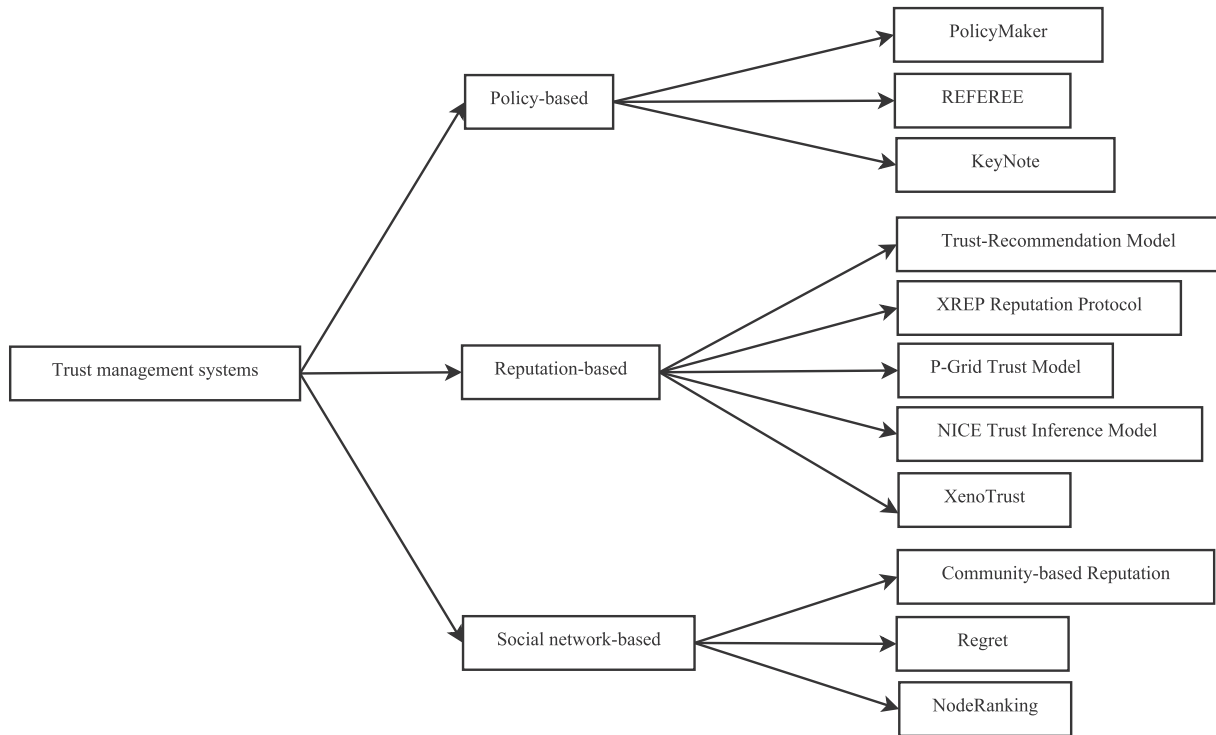 Trust management systems
Policy-based
PolicyMaker
REFEREE
KeyNote
Reputation-based
Trust-Recommendation Model
XREP Reputation Protocol
P-Grid Trust Model
NICE Trust Inference Model
XenoTrust
Social network-based
Community-based Reputation
Regret
NodeRanking